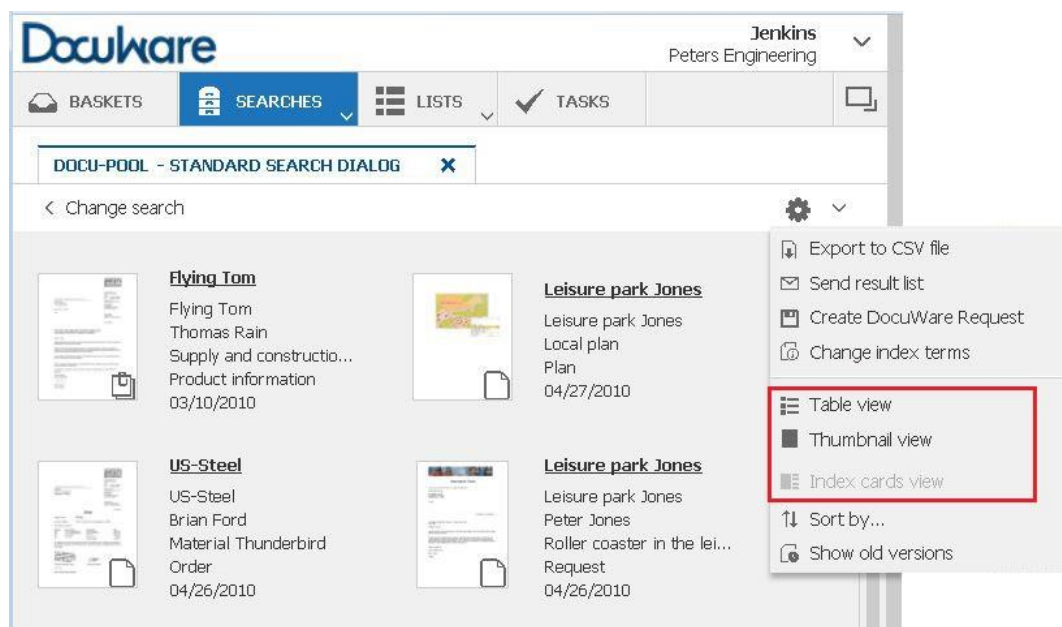 DocuWare
Jenkins
Peters Engineering
BASKETS
SEARCHES
LISTS
TASKS
DOCU-POOL - STANDARD SEARCH DIALOG
Change search
Flying Tom
Flying Tom
Thomas Rain
Supply and constructio...
Product information
03/10/2010
Leisure park Jones
Leisure park Jones
Local plan
Plan
04/27/2010
US-Steel
US-Steel
Brian Ford
Material Thunderbird
Order
04/26/2010
Leisure park Jones
Leisure park Jones
Peter Jones
Roller coaster in the lei...
Request
04/26/2010
Export to CSV file
Send result list
Create DocuWare Request
Change index terms
Table view
Thumbnail view
Index cards view
Sort by...
Show old versions